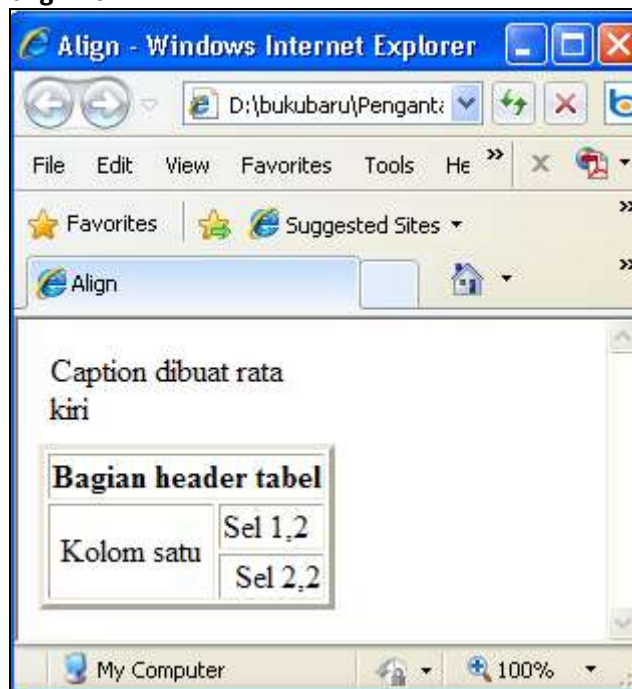 Align - Windows Internet Explorer
D:\bukubaru\Penganta
File Edit View Favorites Tools He »
Favorites Suggested Sites »
Align »
Caption dibuat rata
kiri
Bagian header tabel
Kolom satu
Sel 1,2
Sel 2,2
My Computer 100%